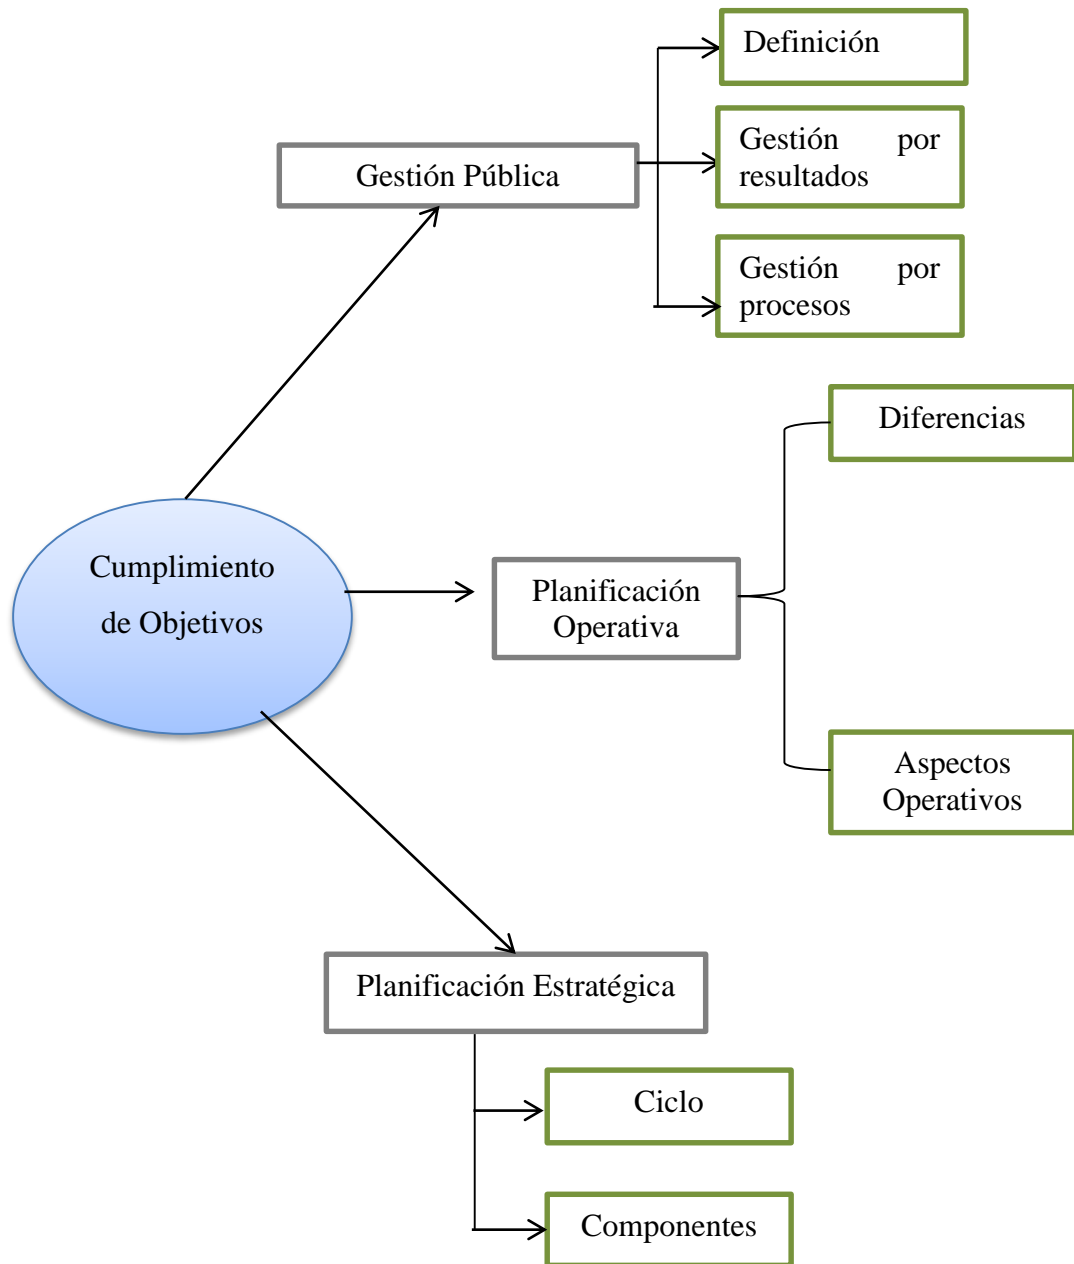 Definición
Gestión por
resultados
Gestión Pública
Gestión por
procesos
Diferencias
Cumplimiento
de Objetivos
Planificación
Operativa
Aspectos
Operativos
Planificación Estratégica
Ciclo
Componentes